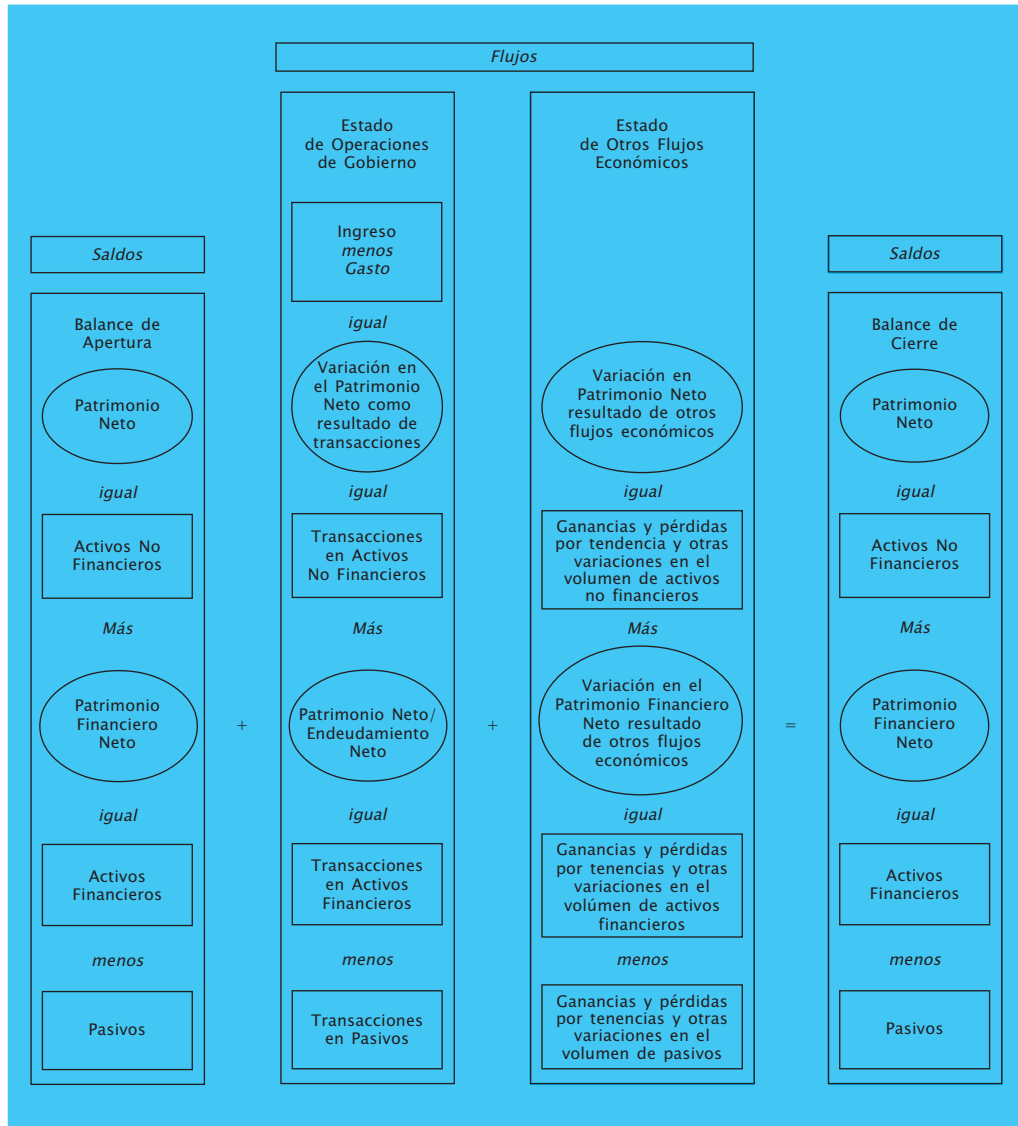 Flujos
Saldos
Balance de
Apertura
Patrimonio
Neto
igual
Activos No
Financieros
Más
Patrimonio
Financiero
Neto
igual
Activos
Financieros
menos
Pasivos
+
Estado
de Operaciones
de Gobierno
Ingreso
menos
Gasto
igual
Variación en
el Patrimonio
Neto como
resultado de
transacciones
igual
Transacciones
en Activos
No Financieros
Más
Patrimonio Neto/
Endeudamiento
Neto
igual
Transacciones
en Activos
Financieros
menos
Transacciones
en Pasivos
+
Estado
de Otros Flujos
Económicos
Variación en
Patrimonio Neto
resultado de otros
flujos económicos
igual
Ganancias y pérdidas
por tendencia y otras
variaciones en el
volumen de activos
no financieros
Más
Variación en el
Patrimonio Financiero
Neto resultado
de otros flujos
económicos
igual
Ganancias y pérdidas
por tenencias y otras
variaciones en el
volúmen de activos
financieros
menos
Ganancias y pérdidas
por tenencias y otras
variaciones en el
volumen de pasivos
=
Saldos
Balance de
Cierre
Patrimonio
Neto
igual
Activos No
Financieros
Más
Patrimonio
Financiero
Neto
igual
Activos
Financieros
menos
Pasivos